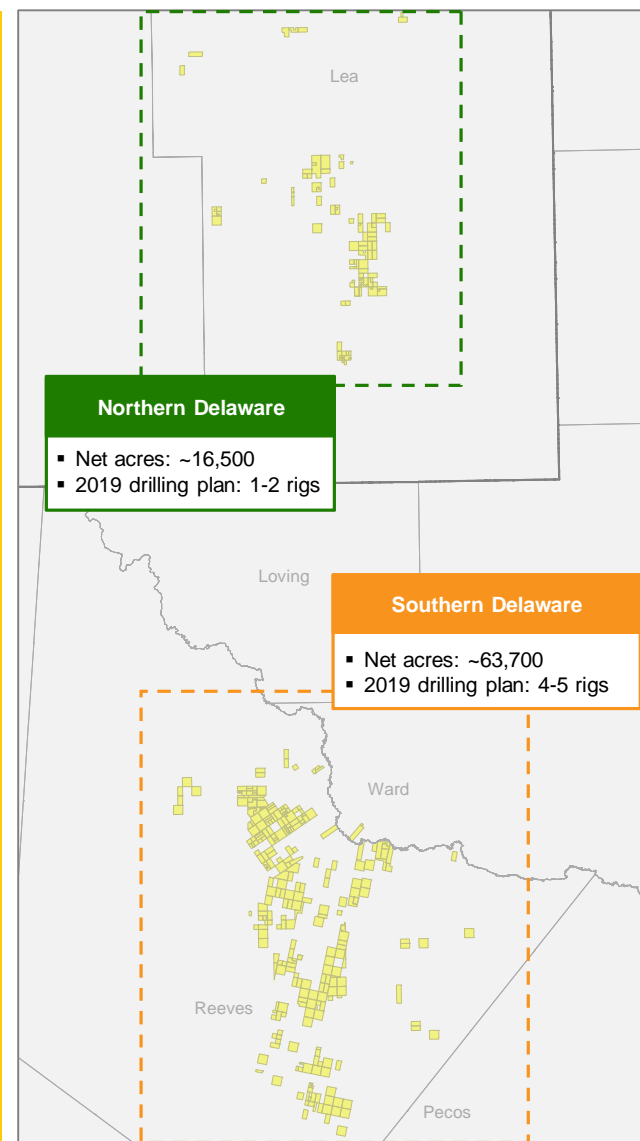 Lea
Northern Delaware
▪ Net acres: ~16,500
▪ 2019 drilling plan: 1-2 rigs
Loving
Southern Delaware
▪ Net acres: ~63,700
▪ 2019 drilling plan: 4-5 rigs
Ward
Reeves
Pecos